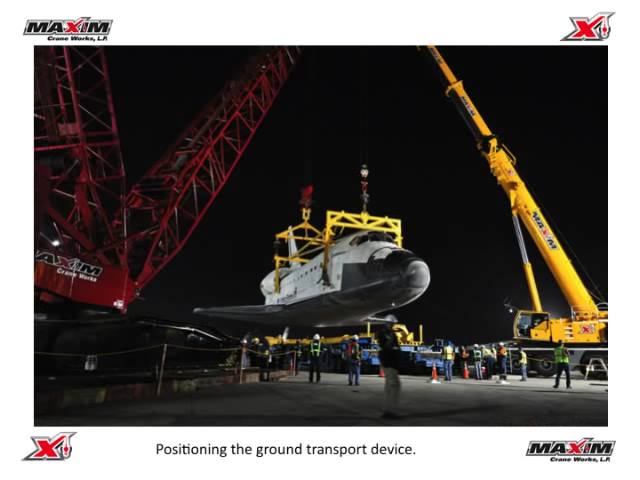 MAXIM
Crane Works, L.P.
X
MAXIM
MAXIM
Crane Works
X
Positioning the ground transport device.
X
MAXIM
Crane Works, L.P.